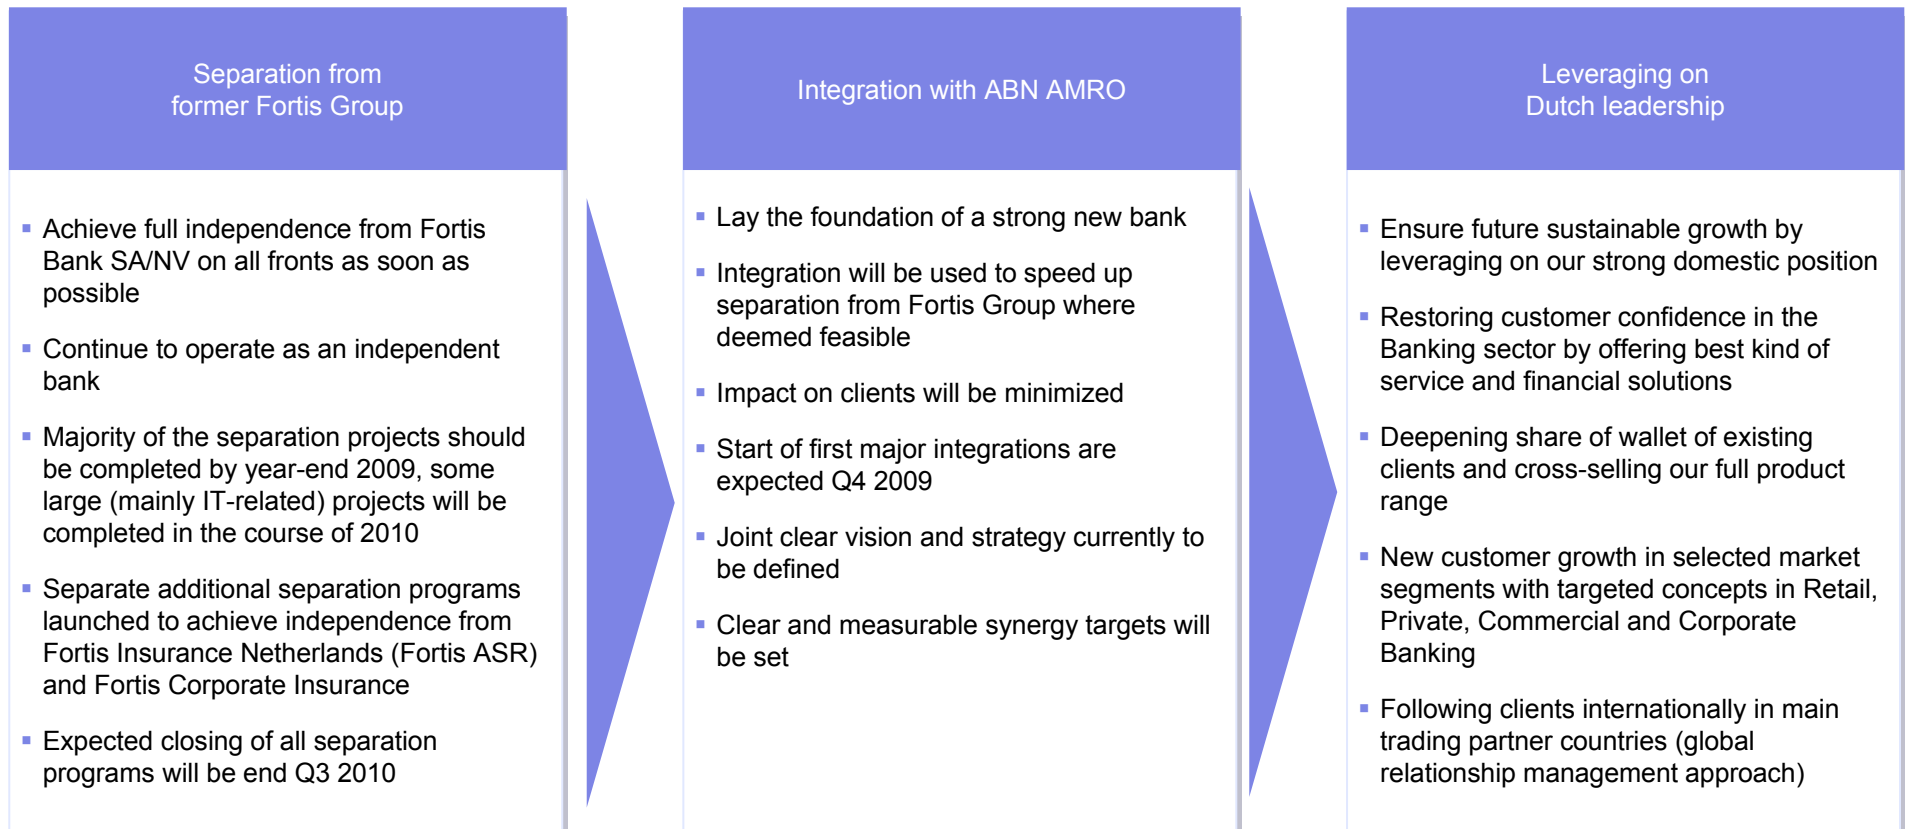 Separation from
former Fortis Group
▪ Achieve full independence from Fortis
Bank SA/NV on all fronts as soon as
possible
▪ Continue to operate as an independent
bank
▪ Majority of the separation projects should
be completed by year-end 2009, some
large (mainly IT-related) projects will be
completed in the course of 2010
▪ Separate additional separation programs
launched to achieve independence from
Fortis Insurance Netherlands (Fortis ASR)
and Fortis Corporate Insurance
▪ Expected closing of all separation
programs will be end Q3 2010
Integration with ABN AMRO
▪ Lay the foundation of a strong new bank
▪ Integration will be used to speed up
separation from Fortis Group where
deemed feasible
▪ Impact on clients will be minimized
▪ Start of first major integrations are
expected Q4 2009
▪ Joint clear vision and strategy currently to
be defined
▪ Clear and measurable synergy targets will
be set
Leveraging on
Dutch leadership
▪ Ensure future sustainable growth by
leveraging on our strong domestic position
▪ Restoring customer confidence in the
Banking sector by offering best kind of
service and financial solutions
▪ Deepening share of wallet of existing
clients and cross-selling our full product
range
▪ New customer growth in selected market
segments with targeted concepts in Retail,
Private, Commercial and Corporate
Banking
▪ Following clients internationally in main
trading partner countries (global
relationship management approach)